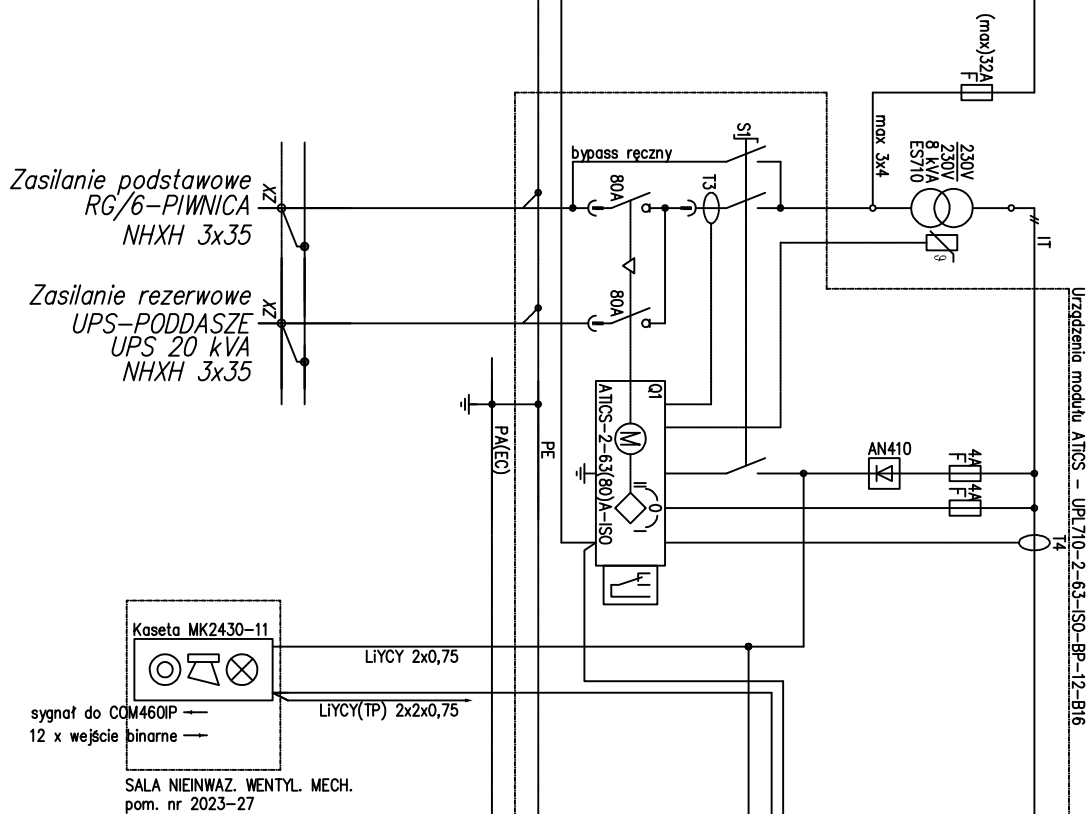 (max)32A
F
max 3x4
230V
230V
8 kVA
ES710
IT
S1
bypass ręczny
80A
T3
Zasilanie podstawowe
RG/6-PIWNICA
NHXH 3x35
XZ
Zasilanie rezerwowe
UPS-PODDASZE
UPS 20 kVA
NHXH 3x35
XZ
80A
ϑ
Urządzenia modułu ATICS - UPL710-2-63-ISO-BP-12-B16
PA(EC)
PE
Q1
ATICS-2-63(80)A-ISO
M
II
0
I
AN410
4A
F
4A
F
T4
Kaseta MK2430-11
LiYCY 2x0,75
LiYCY(TP) 2x2x0,75
sygnał do COM460IP
12 x wejście binarne
SALA NIEINWAZ. WENTYL. MECH.
pom. nr 2023-27